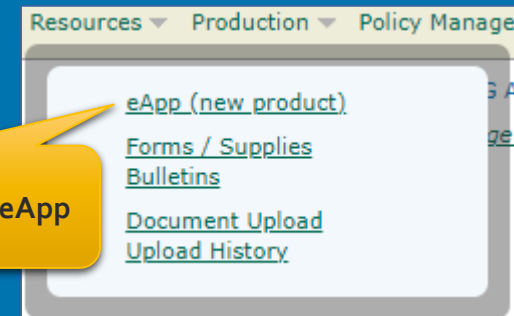 Resources Production Policy Manage
eApp (new product)
Forms / Supplies
Bulletins
Document Upload
Upload History
eApp